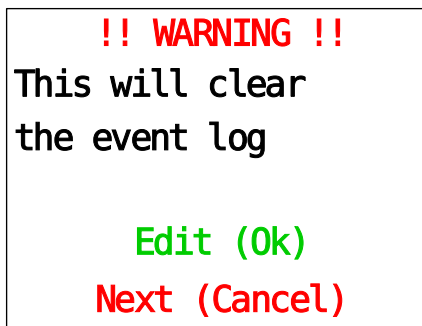 !! WARNING !!
This will clear
the event log
Edit (Ok)
Next (Cancel)